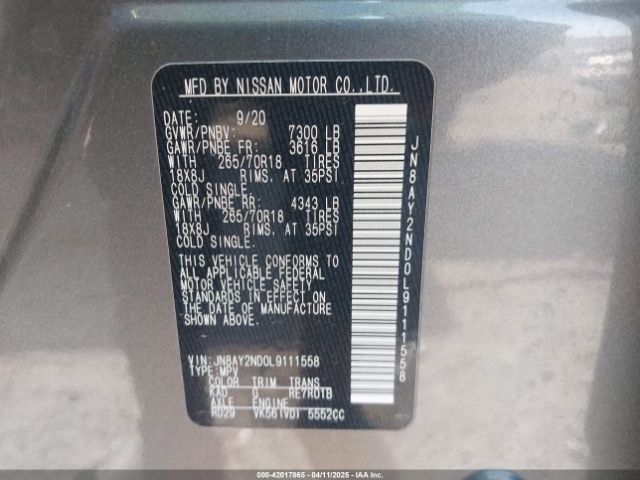 MFD BY NISSAN MOTOR CO.,LTD.
DATE: 9/20
GVWR/PNBV: 7300 LB
GAWR/PNBE FR: 3616 LB
WITH 265/70R18 TIRES
18X8J RIMS, AT 35PSI
COLD SINGLE.
GAWR/PNBE RR: 4343 LB
WITH 265/70R18 TIRES
18X8J RIMS, AT 35PSI
COLD SINGLE.
THIS VEHICLE CONFORMS TO
ALL APPLICABLE FEDERAL
MOTOR VEHICLE SAFETY
STANDARDS IN EFFECT ON
THE DATE OF MANUFACTURE
SHOWN ABOVE.
VIN: JN8AY2ND0L9111558
TYPE: MPV
COLOR TRIM TRANS
KAD G RE7R01B
AXLE ENGINE
RD29 VK56(VD) 5552CC
JN8AY2ND0L9111558
000-42017865 - 04/11/2025 - IAA Inc.